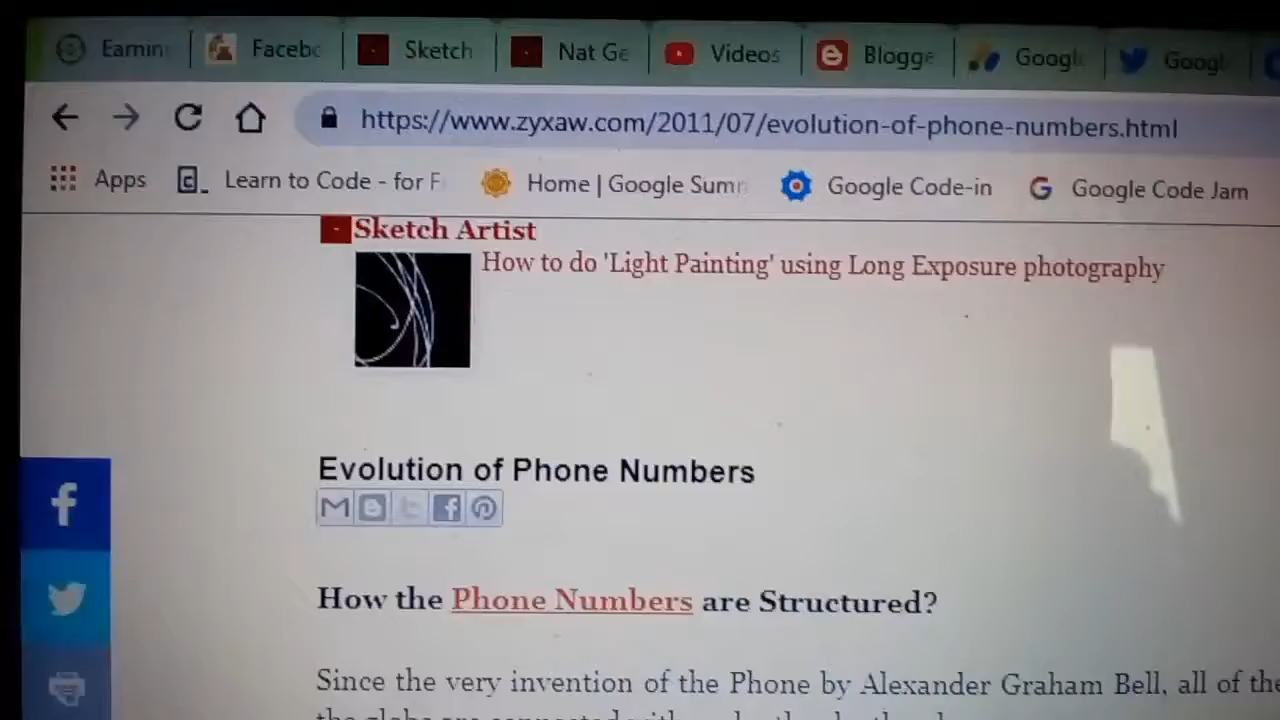 Eamin Facebo Sketch Nat Ge Videos Blogge Googl Googl
https://www.zyxaw.com/2011/07/evolution-of-phone-numbers.html
Apps Learn to Code - for F Home | Google Sum Google Code-in Google Code Jam
Sketch Artist
How to do 'Light Painting' using Long Exposure photography
Evolution of Phone Numbers
How the Phone Numbers are Structured?
Since the very invention of the Phone by Alexander Graham Bell, all of the